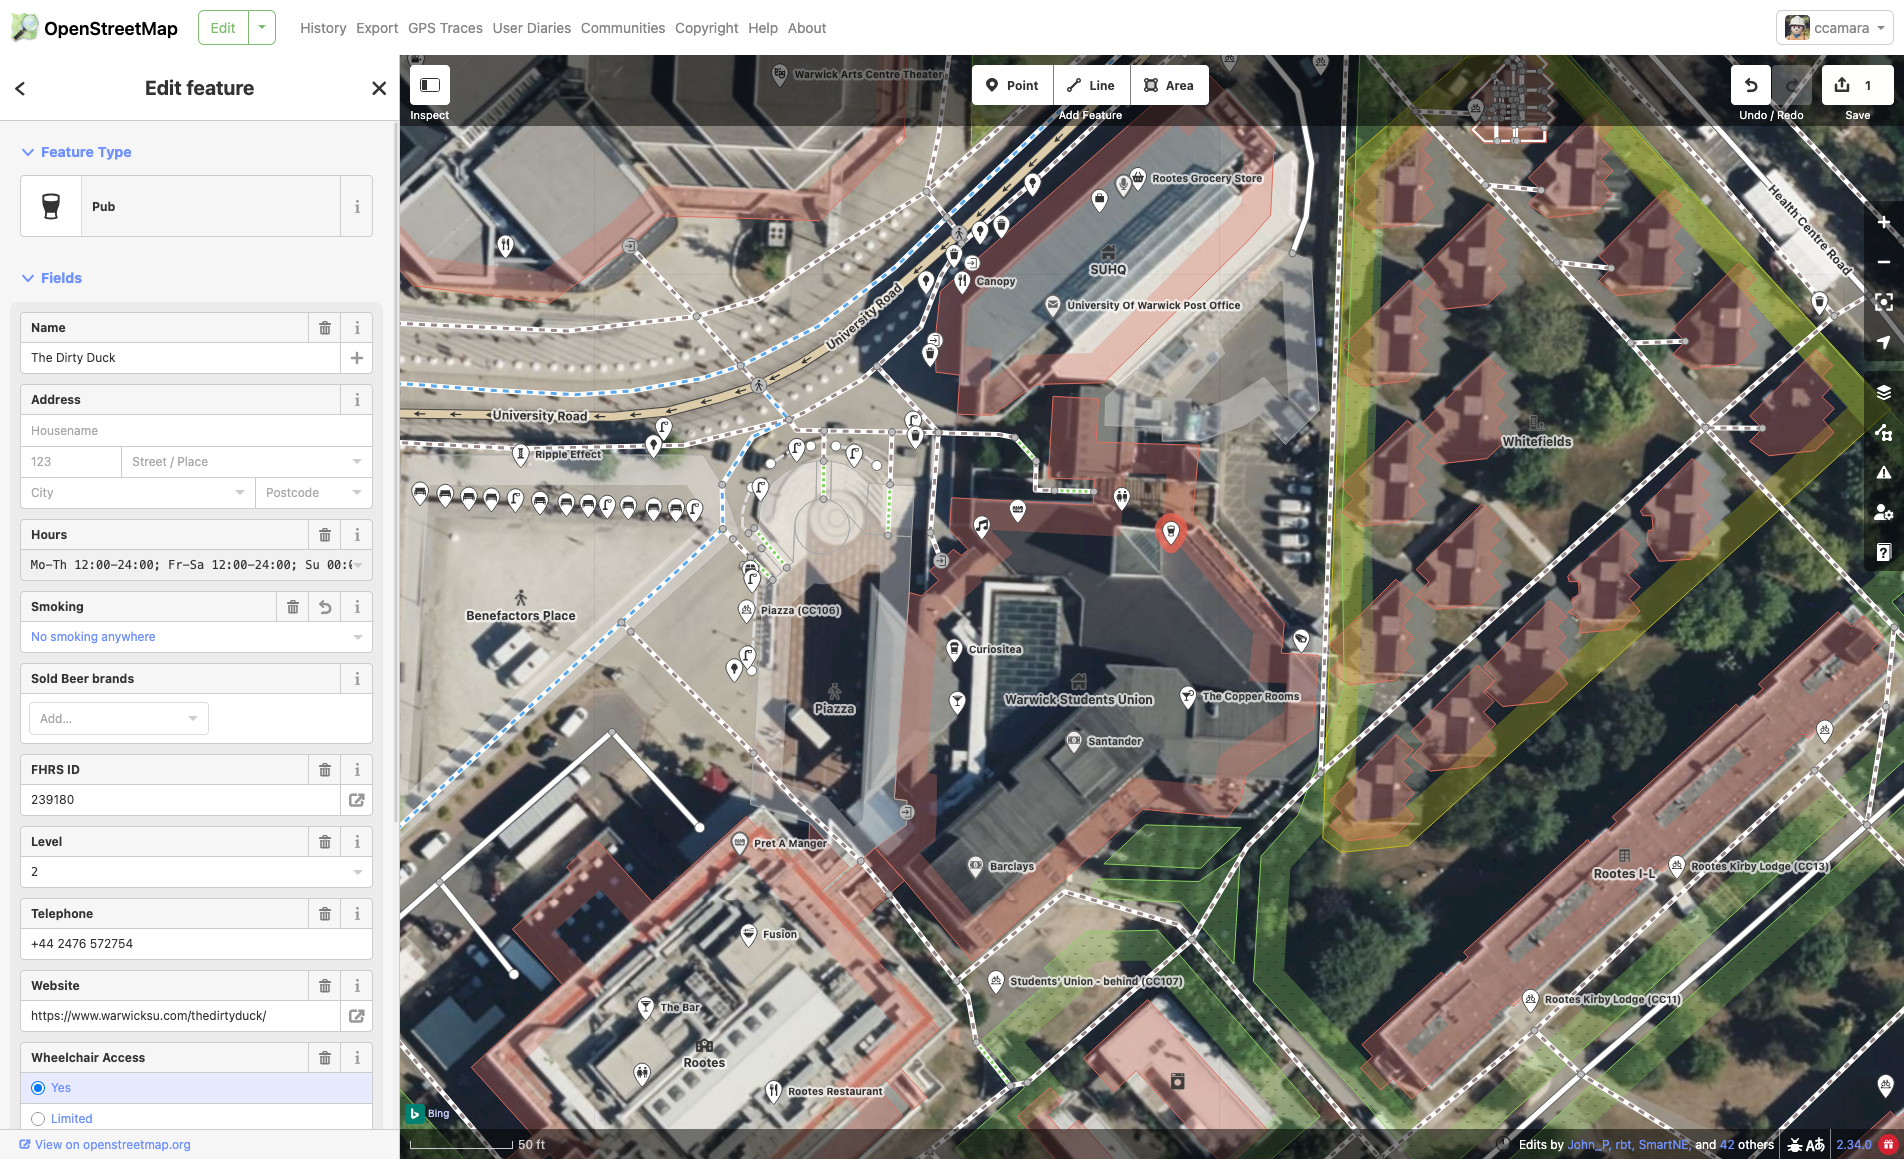 OpenStreetMap
Edit
History
Export
GPS Traces
User Diaries
Communities
Copyright
Help
About
ccamara
Edit feature
Feature Type
Pub
Fields
Name
The Dirty Duck
Address
Housename
123
Street / Place
City
Postcode
Hours
Mo-Th 12:00-24:00; Fr-Sa 12:00-24:00; Su 00:
Smoking
No smoking anywhere
Sold Beer brands
Add...
FHRS ID
239180
Level
2
Telephone
+44 2476 572754
Website
https://www.warwicksu.com/thedirtyduck/
Wheelchair Access
Yes
Limited
View on openstreetmap.org
Inspect
Point
Line
Area
Add Feature
Undo / Redo
1
Save
Warwick Arts Centre Theater
Rootes Grocery Store
Health Centre Road
SUHQ
Canopy
University Of Warwick Post Office
University Road
University Road
Ripple Effect
Whitefields
Benefactors Place
Piazza (CC106)
Curiositea
Piazza
Warwick Students Union
The Copper Rooms
Santander
Pret A Manger
Barclays
Rootes I-L
Rootes Kirby Lodge (CC13)
Fusion
Students' Union - behind (CC107)
The Bar
Rootes Kirby Lodge (CC11)
Rootes
Rootes Restaurant
Bing
50 ft
Edits by John_P, rbt, SmartNE, and 42 others
2.34.0